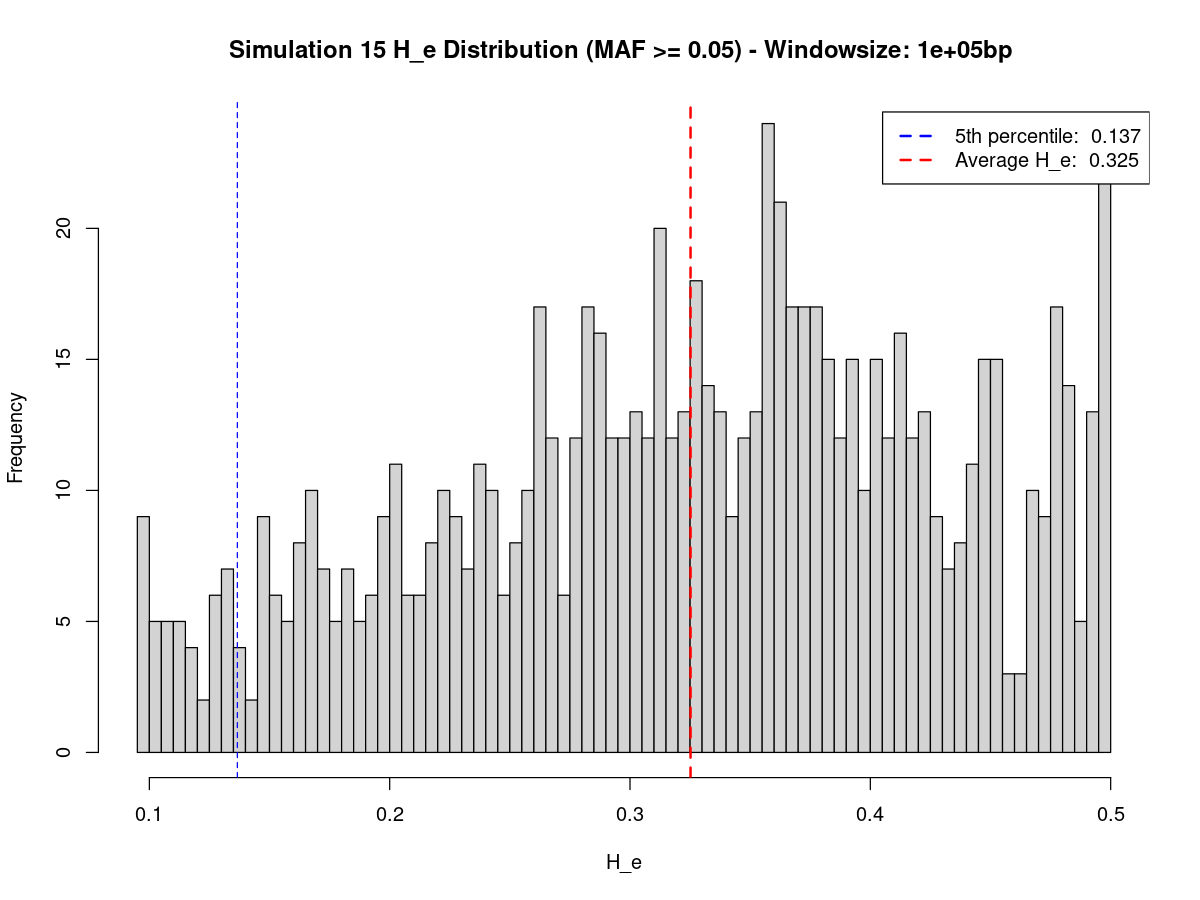 Simulation 15 H_e Distribution (MAF >= 0.05) - Windowsize: 1e+05bp
5th percentile:  0.137
Average H_e:  0.325
Frequency
20
15
10
5
0
0.1 0.2 0.3 0.4 0.5
H_e